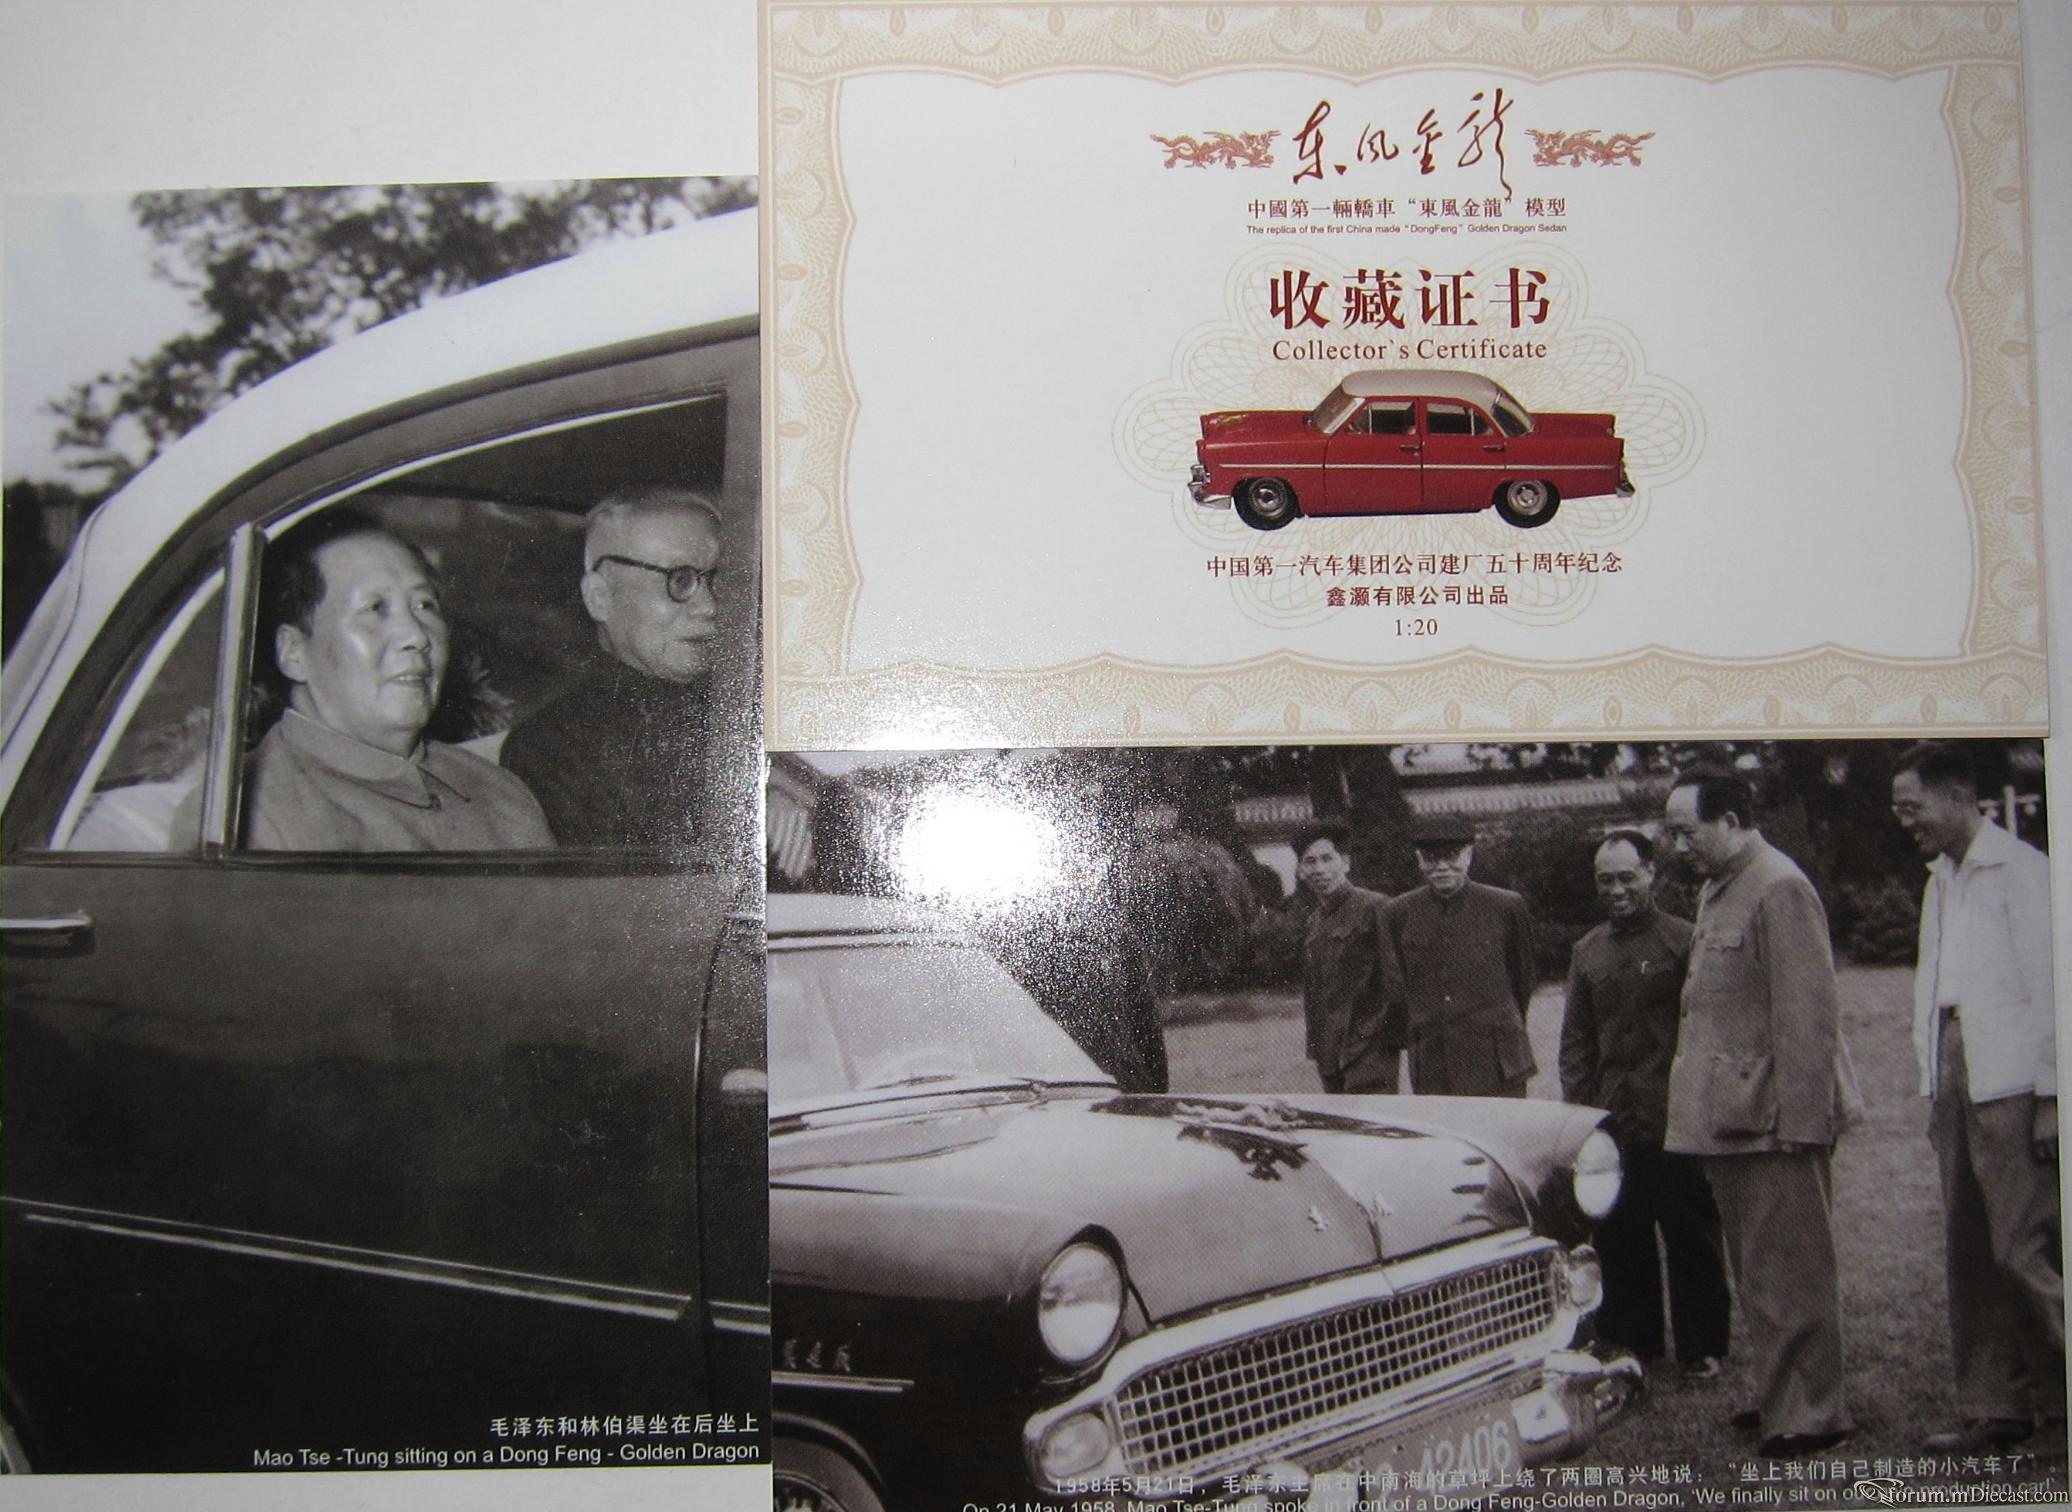 东风金龙
中國第一輛轎車“東風金龍”模型
The replica of the first China made "DongFeng" Golden Dragon Sedan
收藏证书
Collector`s Certificate
中国第一汽车集团公司建厂五十周年纪念
鑫灏有限公司出品
1:20
毛泽东和林伯渠坐在后坐上
Mao Tse -Tung sitting on a Dong Feng - Golden Dragon
东 风
42406
1958年5月21日，毛泽东主席在中南海的草坪上绕了两圈高兴地说：“坐上我们自己制造的小汽车了”。
On 21 May 1958, Mao Tse-Tung spoke in front of a Dong Feng-Golden Dragon, 'We finally sit on car'
forum.mDiecast.com